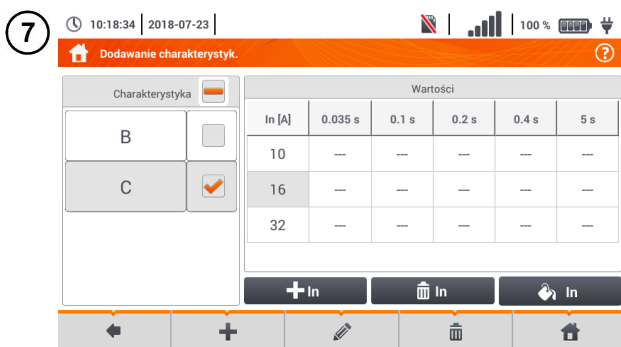 7
10:18:34 2018-07-23 100 %
Dodawanie charakterystyk. ?
Charakterystyka
B
C
Wartości
In [A] 0.035 s 0.1 s 0.2 s 0.4 s 5 s
10 --- --- --- --- ---
16 --- --- --- --- ---
32 --- --- --- --- ---
In In In